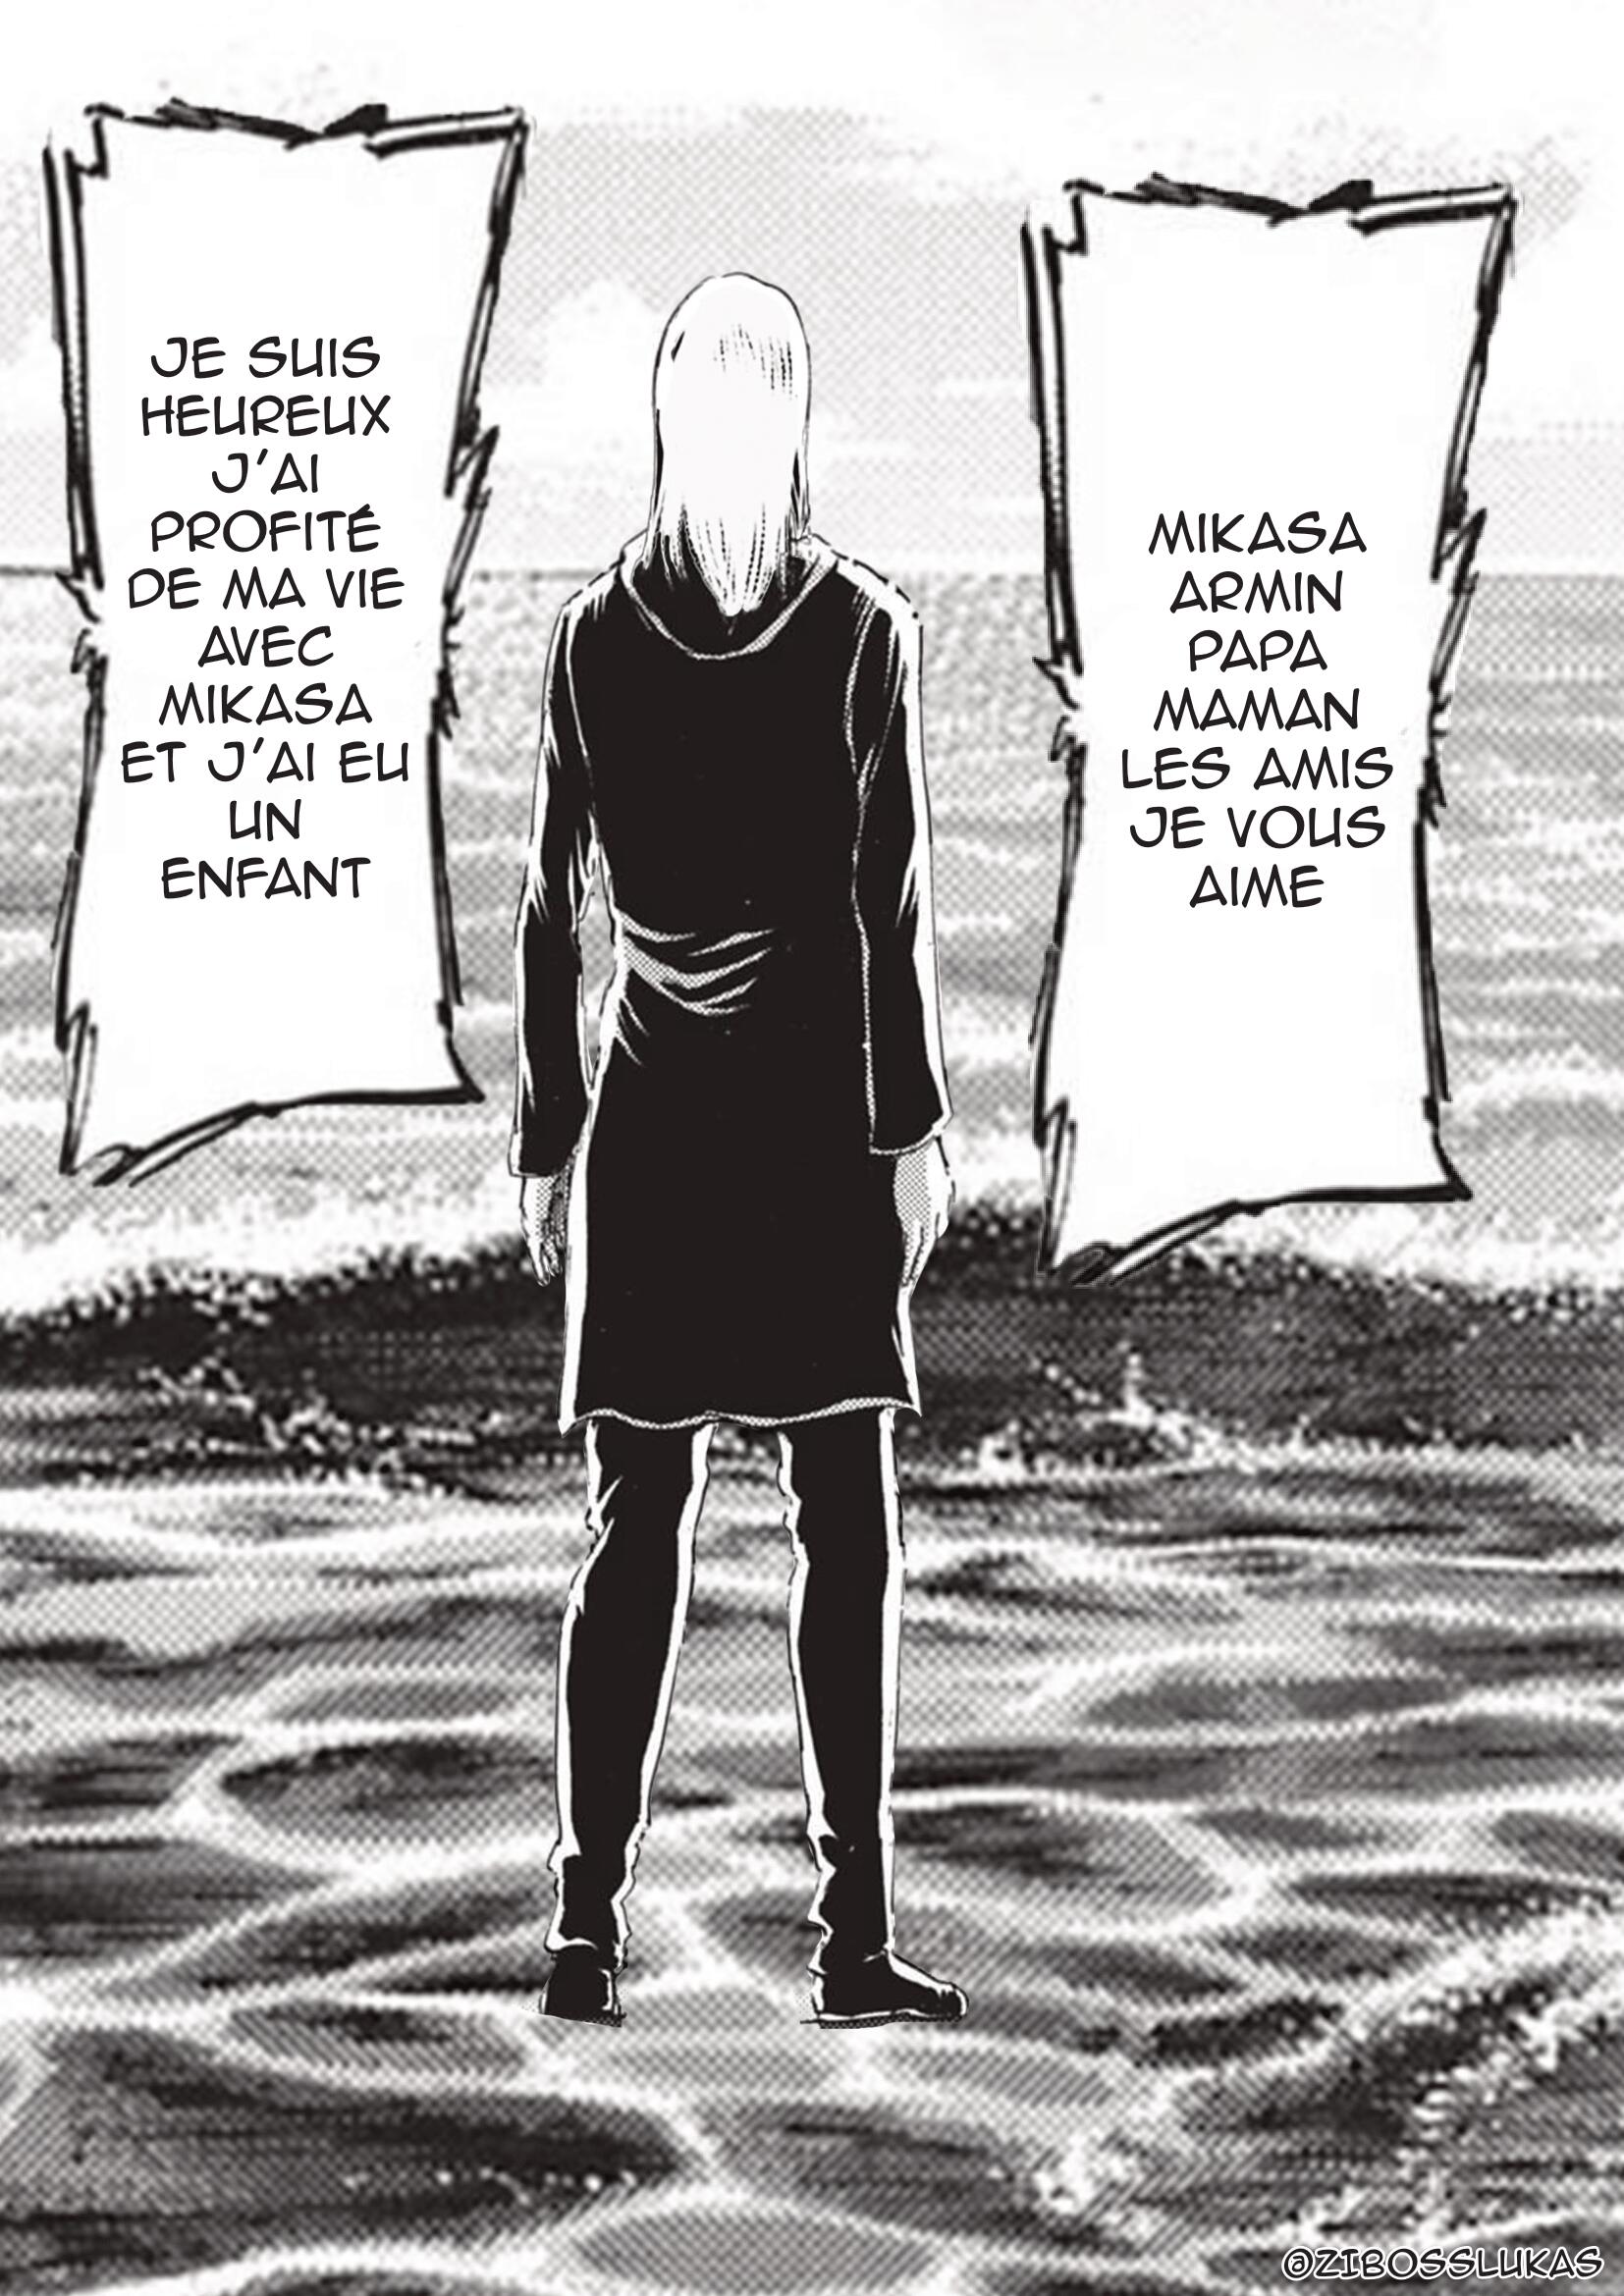 JE SUIS
HEUREUX
J'AI
PROFITÉ
DE MA VIE
AVEC
MIKASA
ET J'AI EU
UN
ENFANT
MIKASA
ARMIN
PAPA
MAMAN
LES AMIS
JE VOUS
AIME
@ZIBOSSLUKAS